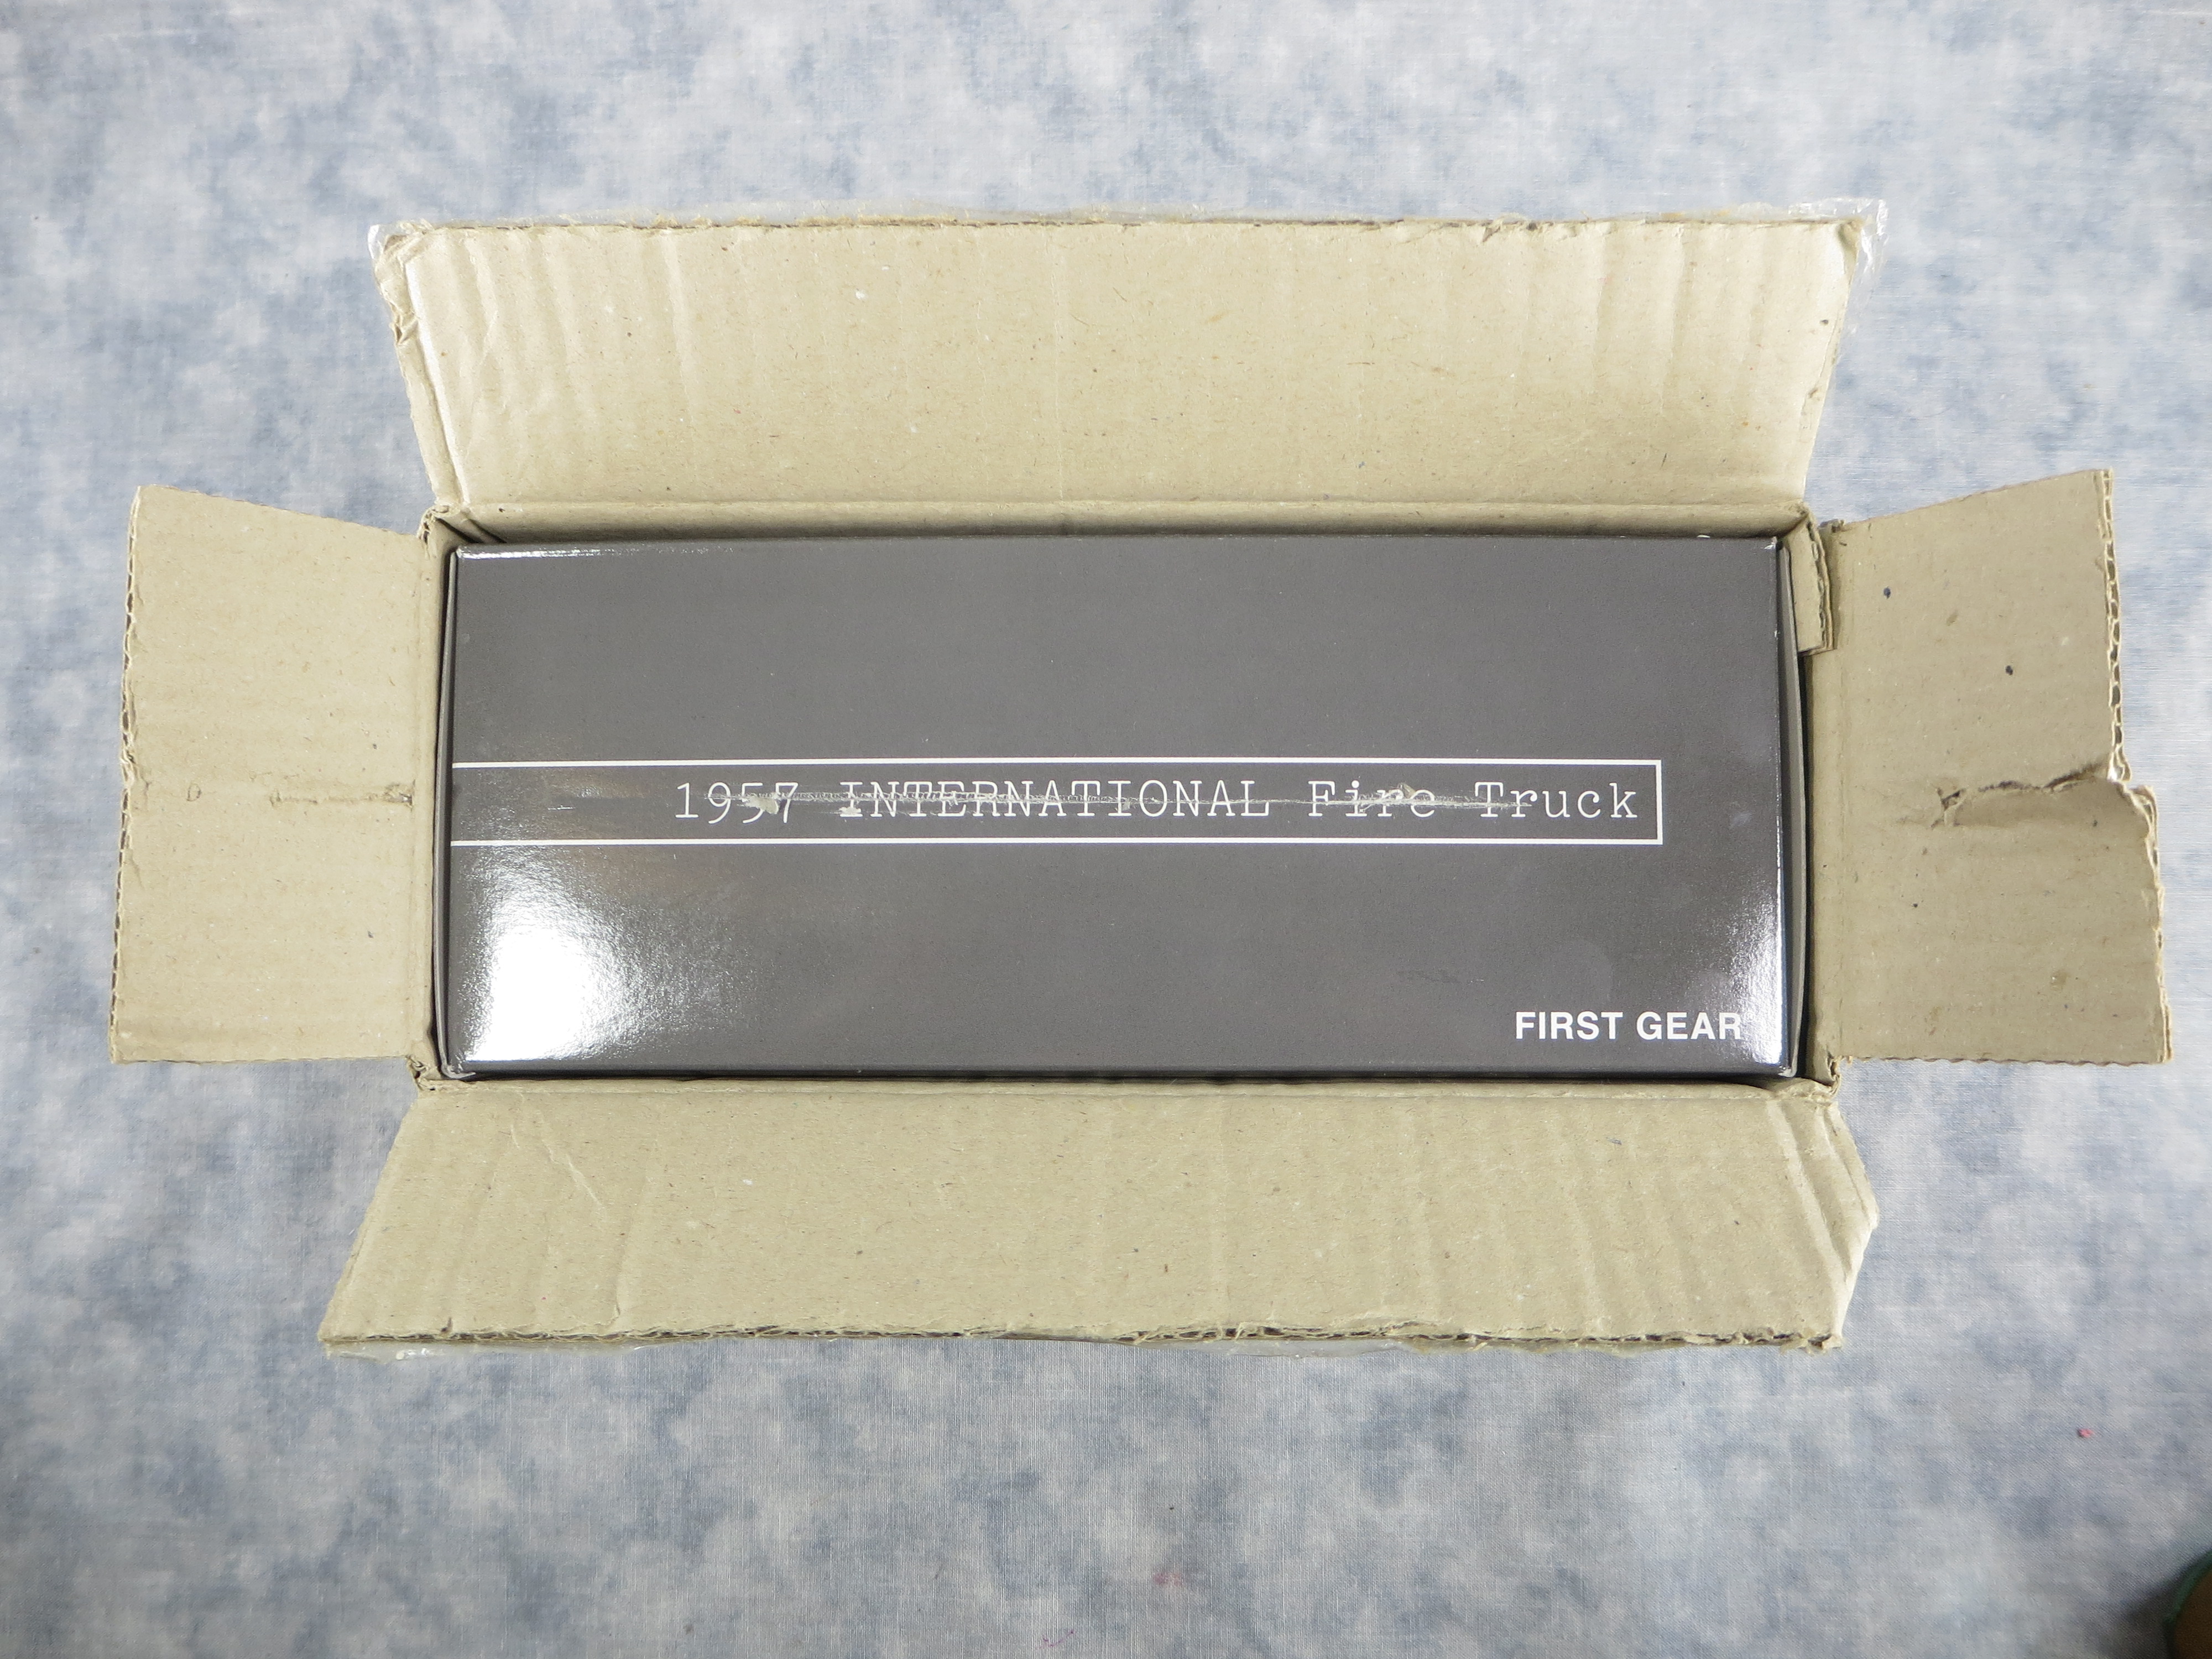 1957 INTERNATIONAL Fire Truck
FIRST GEAR